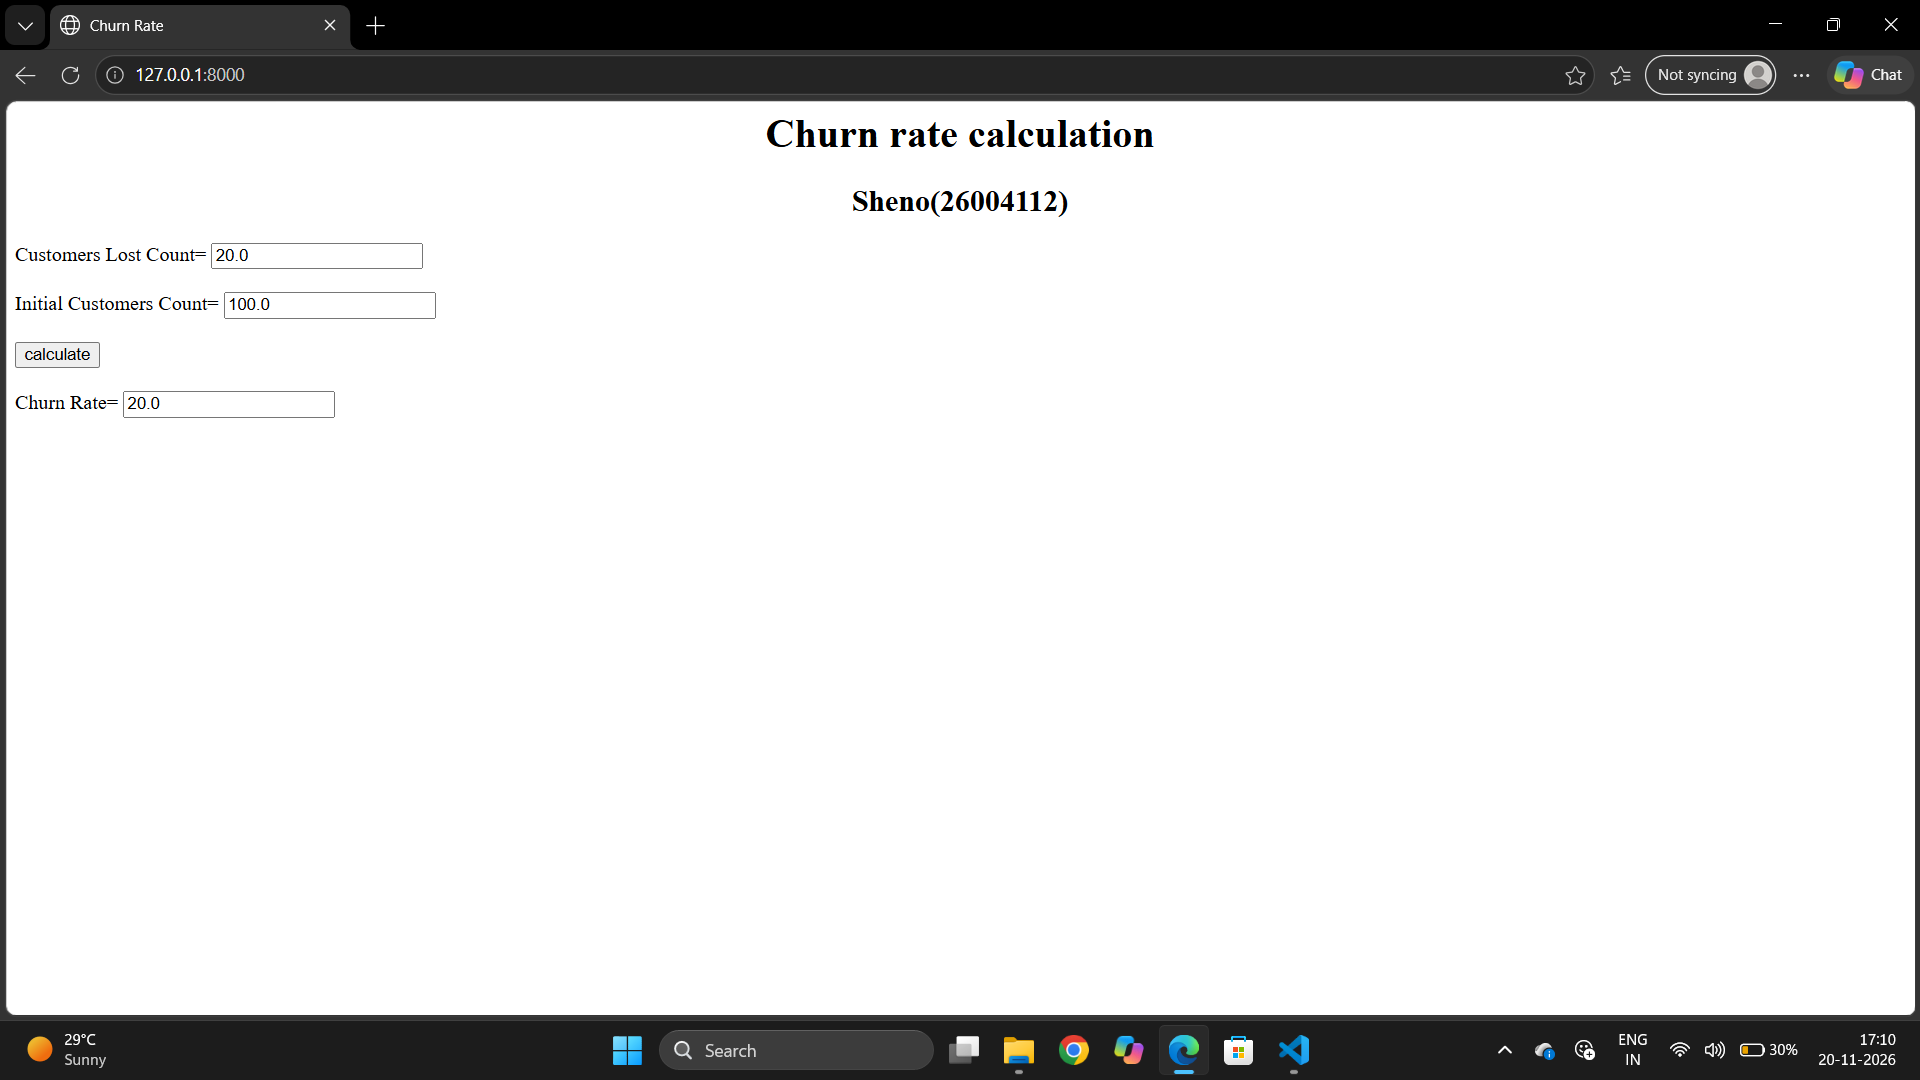 Churn Rate
127.0.0.1:8000
Not syncing
Chat
Churn rate calculation
Sheno(26004112)
Customers Lost Count= 20.0
Initial Customers Count= 100.0
calculate
Churn Rate= 20.0
29°C
Sunny
Search
ENG
IN
30%
17:10
20-11-2026